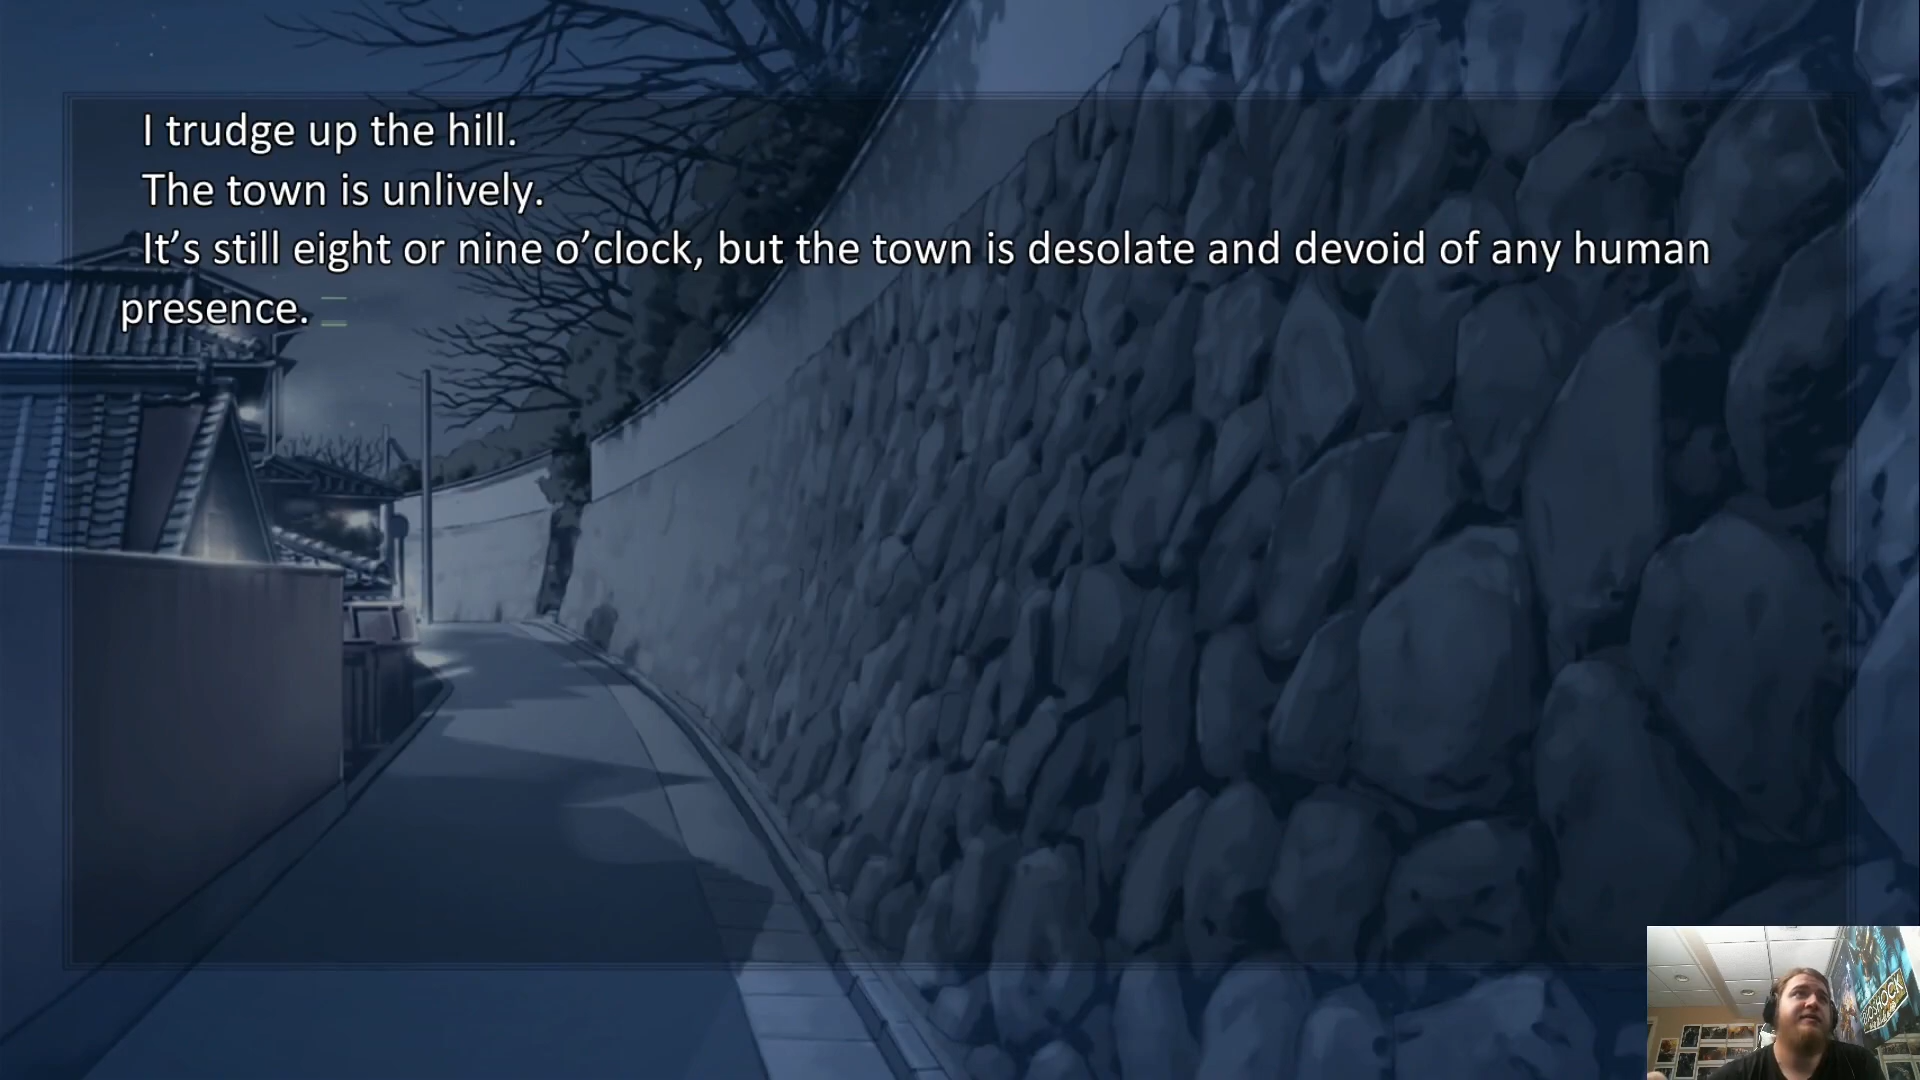 I trudge up the hill.
The town is unlively.
It’s still eight or nine o’clock, but the town is desolate and devoid of any human
presence.
BIOSHOCK